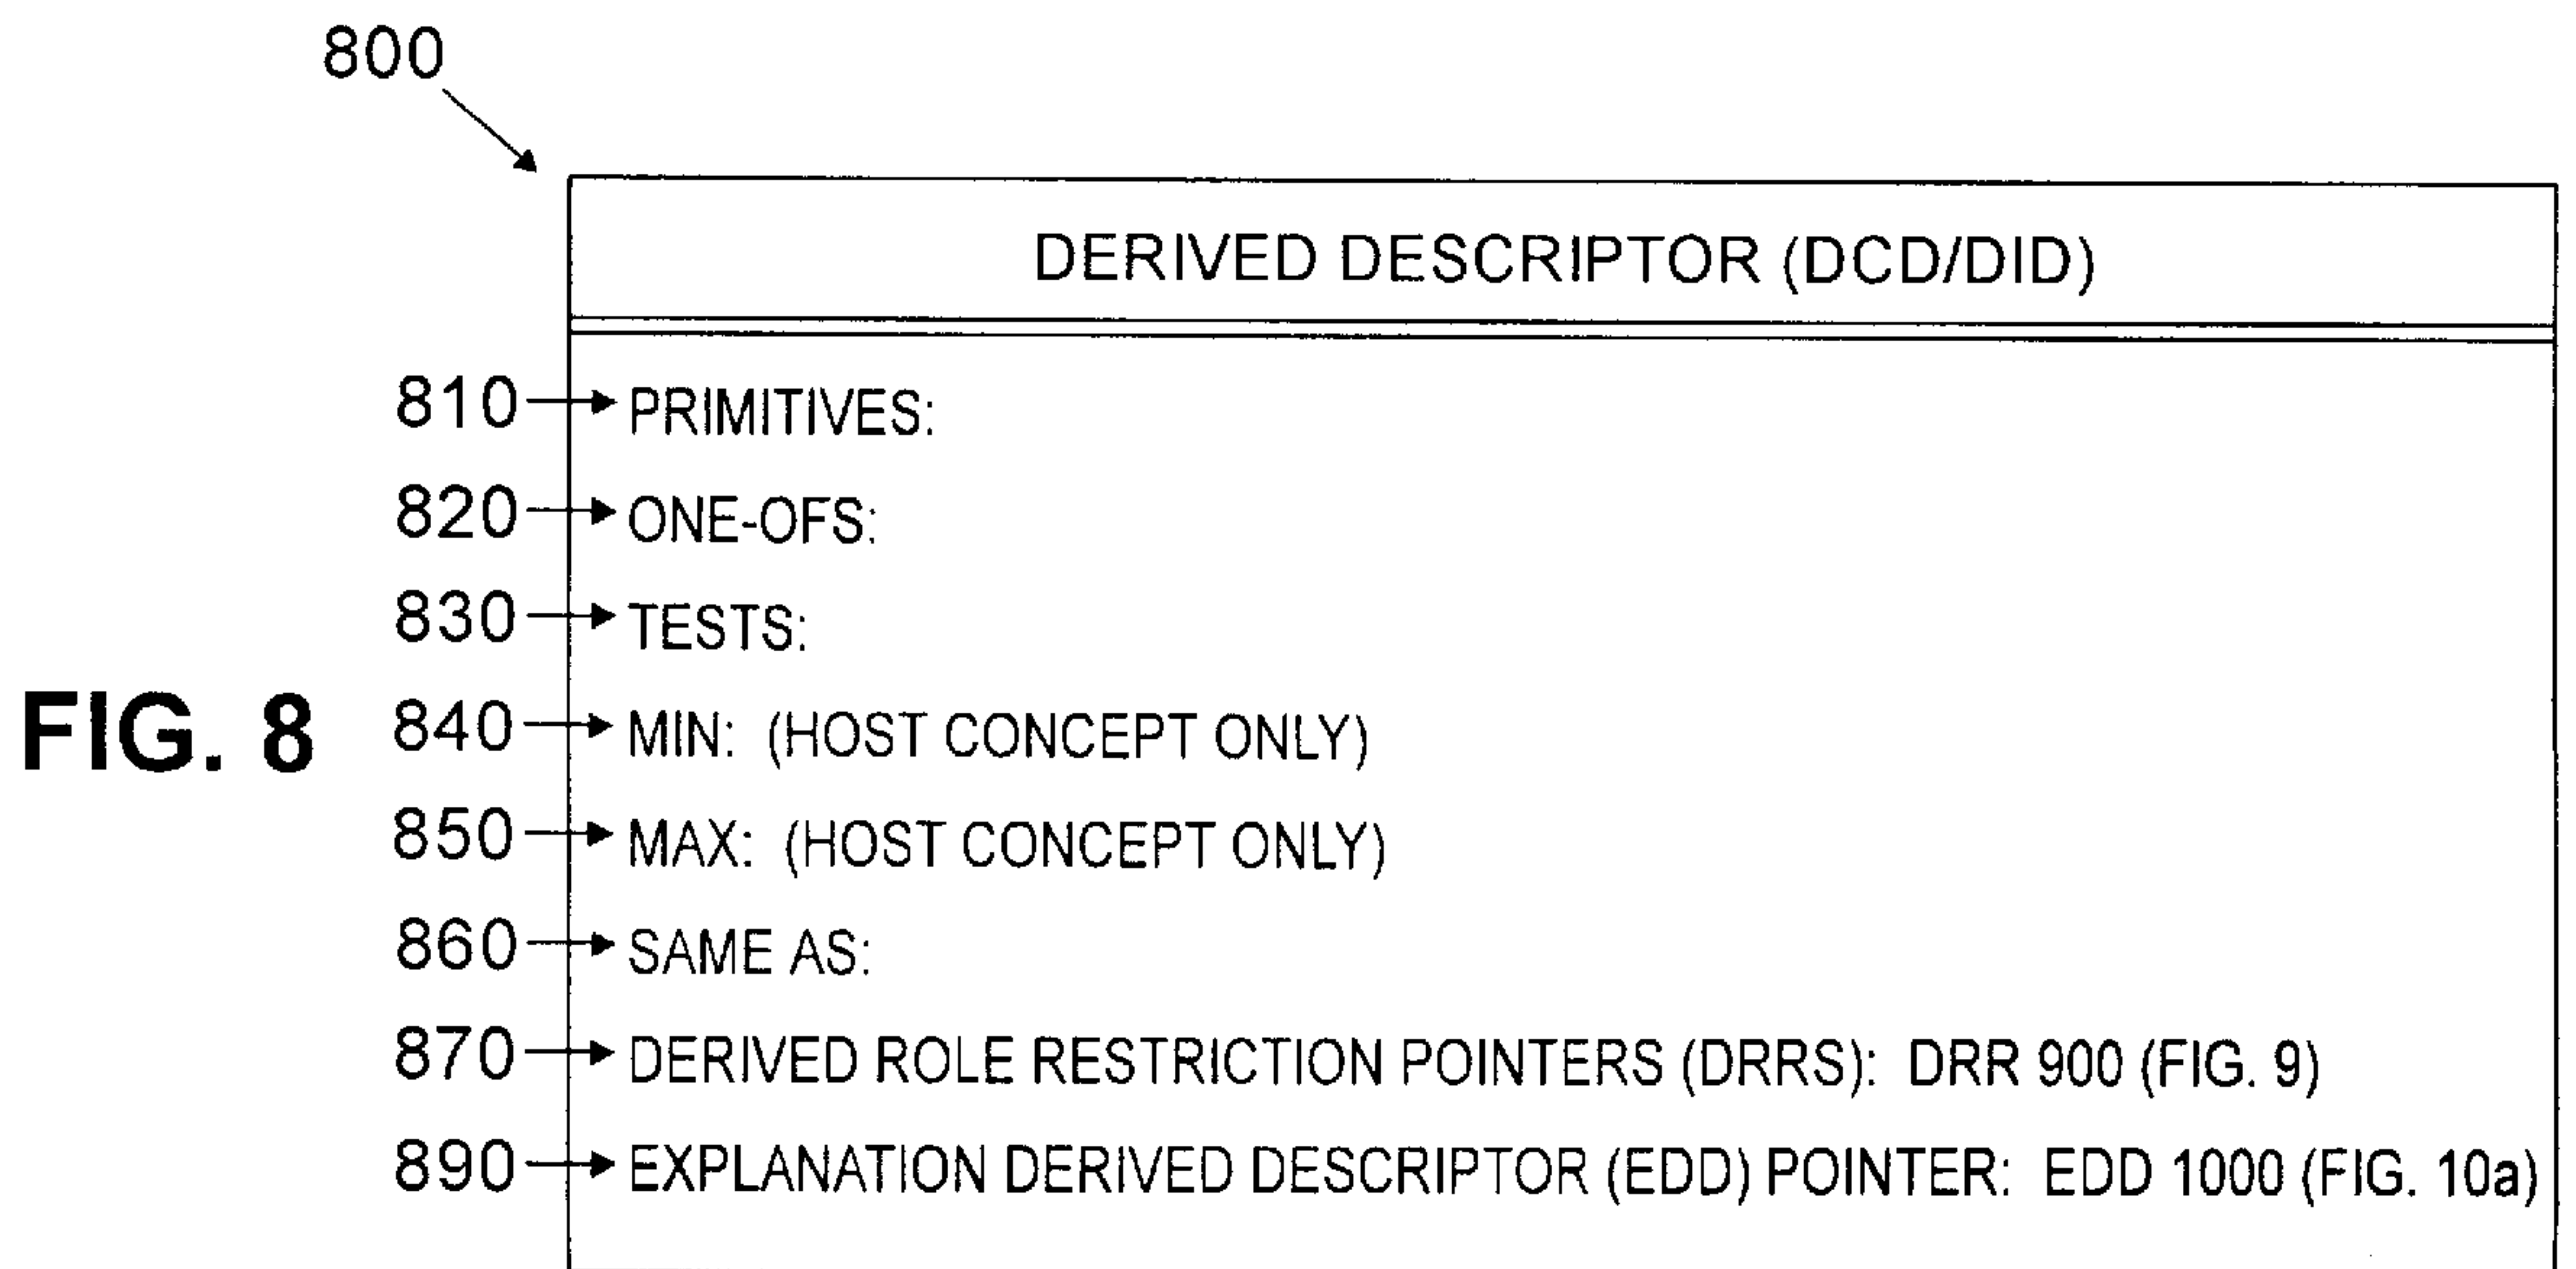 800
DERIVED DESCRIPTOR (DCD/DID)
810 PRIMITIVES:
820 ONE-OFS:
830 TESTS:
FIG. 8
840 MIN: (HOST CONCEPT ONLY)
850 MAX: (HOST CONCEPT ONLY)
860 SAME AS:
870 DERIVED ROLE RESTRICTION POINTERS (DRRS): DRR 900 (FIG. 9)
890 EXPLANATION DERIVED DESCRIPTOR (EDD) POINTER: EDD 1000 (FIG. 10a)